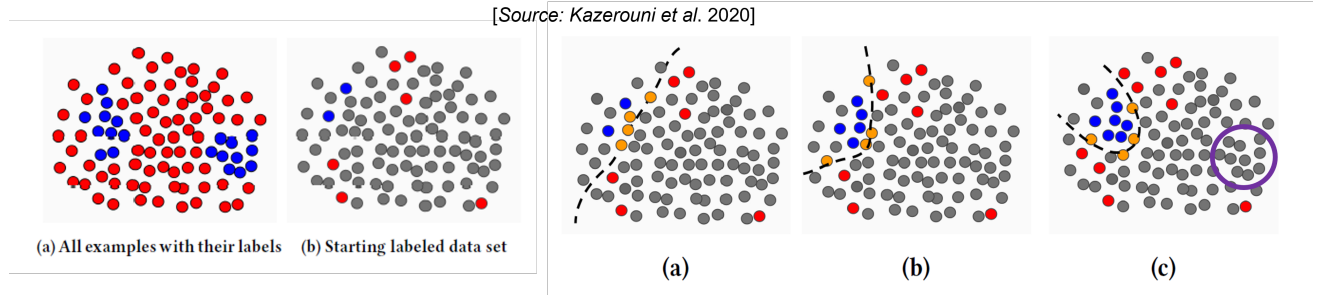 [Source: Kazerouni et al. 2020]
(a) All examples with their labels
(b) Starting labeled data set
(a)
(b)
(c)